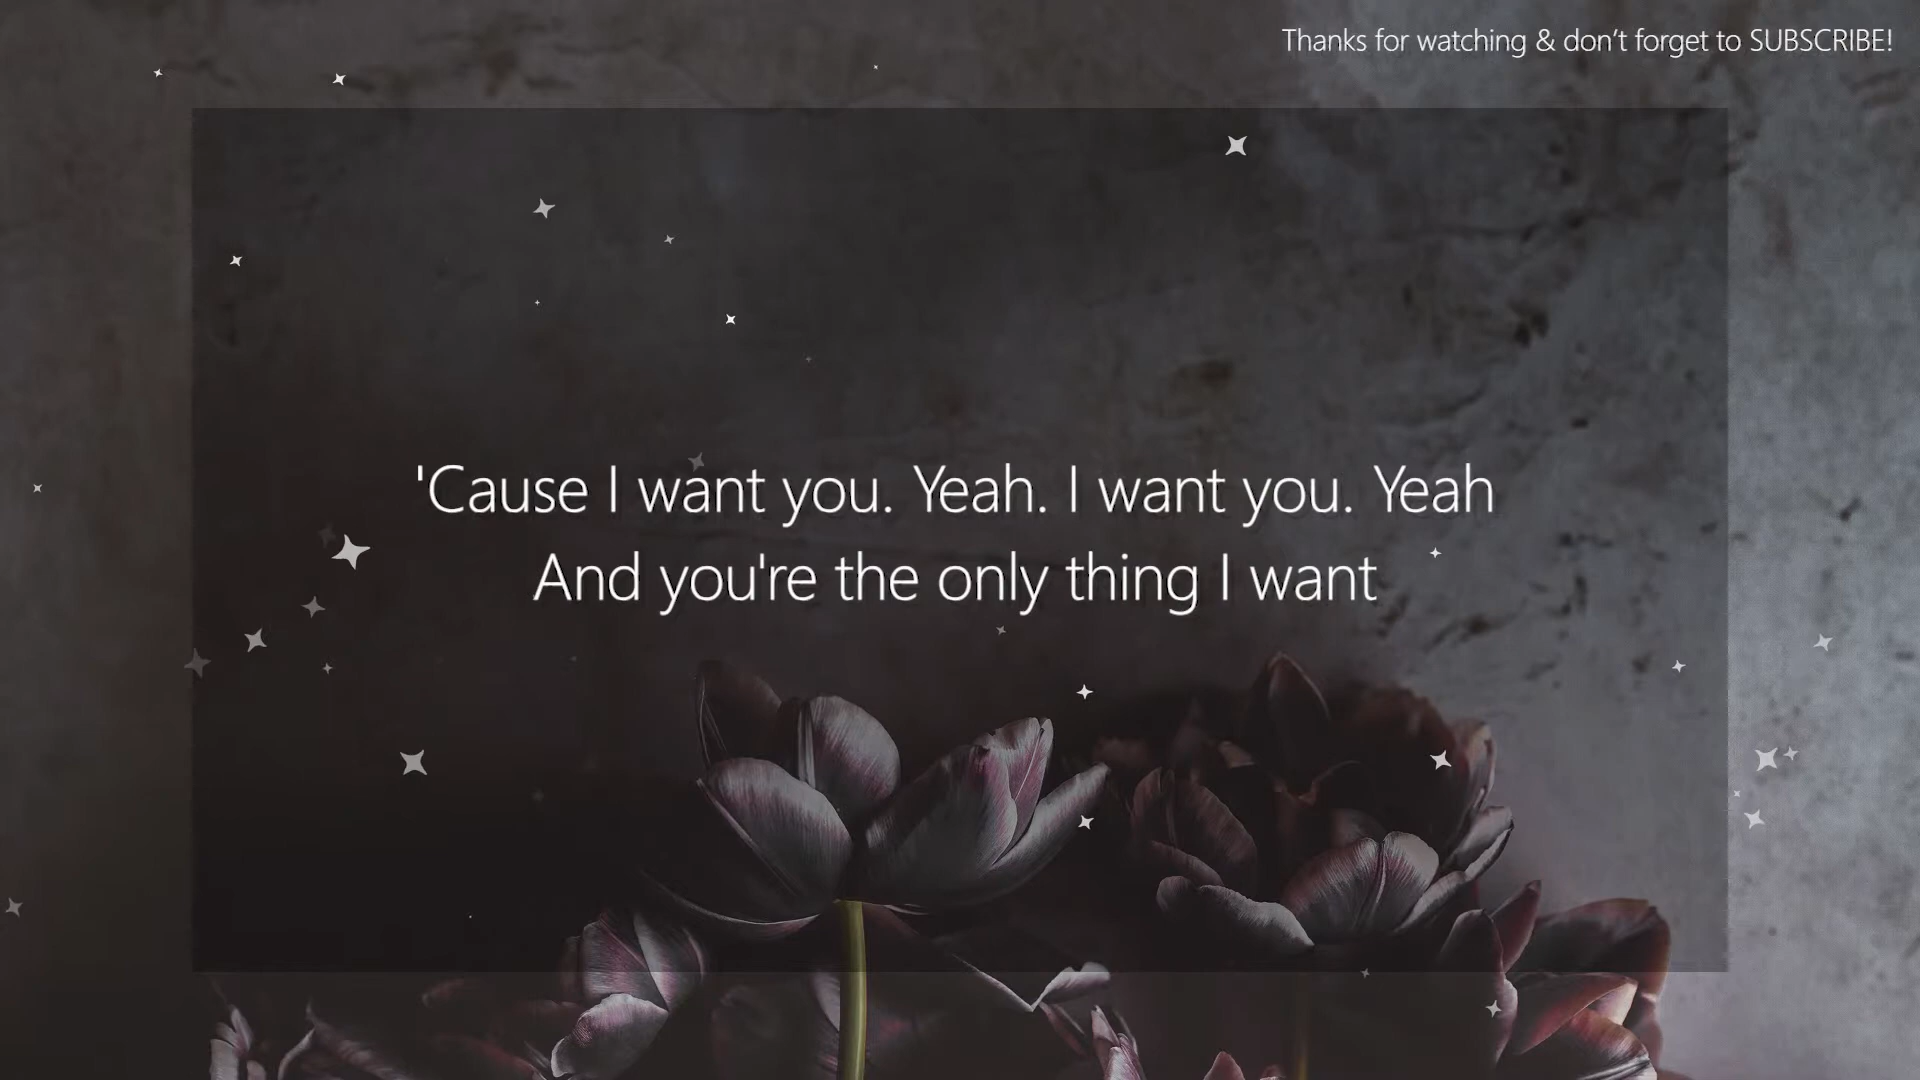 Thanks for watching & don’t forget to SUBSCRIBE!
'Cause I want you. Yeah. I want you. Yeah
And you're the only thing I want